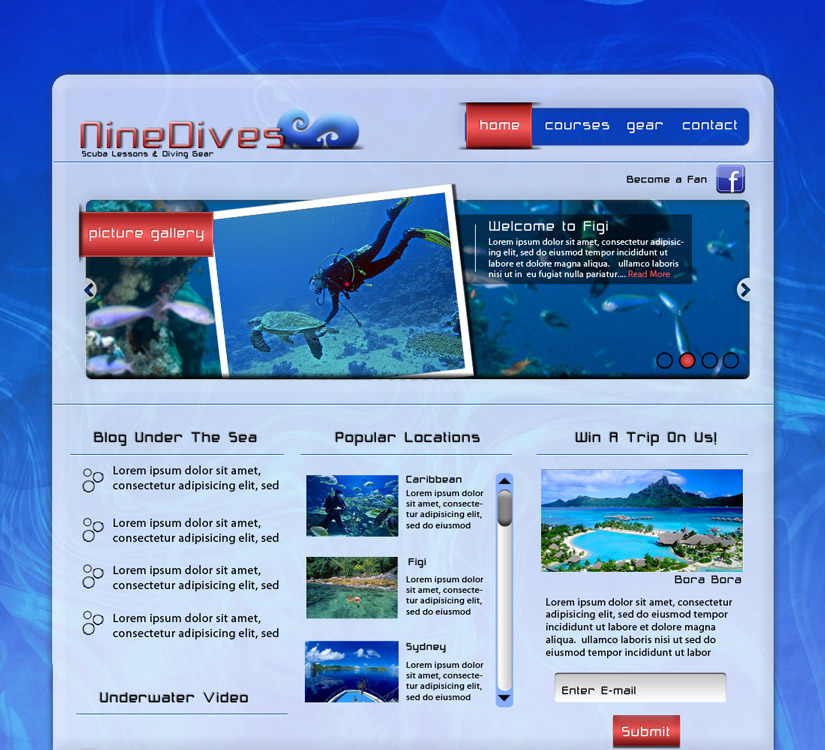 NineDives
Scuba Lessons & Diving Gear
home
courses
gear
contact
Become a Fan
f
picture gallery
Welcome to Figi
Lorem ipsum dolor sit amet, consectetur adipisic-
ing elit, sed do eiusmod tempor incididunt ut
labore et dolore magna aliqua. ullamco laboris
nisi ut in eu fugiat nulla pariatur.... Read More
Blog Under The Sea
Lorem ipsum dolor sit amet,
consectetur adipisicing elit, sed
Lorem ipsum dolor sit amet,
consectetur adipisicing elit, sed
Lorem ipsum dolor sit amet,
consectetur adipisicing elit, sed
Lorem ipsum dolor sit amet,
consectetur adipisicing elit, sed
Underwater Video
Popular Locations
Caribbean
Lorem ipsum dolor
sit amet, consecte-
tur adipisicing elit,
sed do eiusmod
Figi
Lorem ipsum dolor
sit amet, consecte-
tur adipisicing elit,
sed do eiusmod
Sydney
Lorem ipsum dolor
sit amet, consecte-
tur adipisicing elit,
sed do eiusmod
Win A Trip On Us!
Bora Bora
Lorem ipsum dolor sit amet, consectetur
adipisicing elit, sed do eiusmod tempor
incididunt ut labore et dolore magna
aliqua. ullamco laboris nisi ut sed do
eiusmod tempor incididunt ut labor
Enter E-mail
Submit